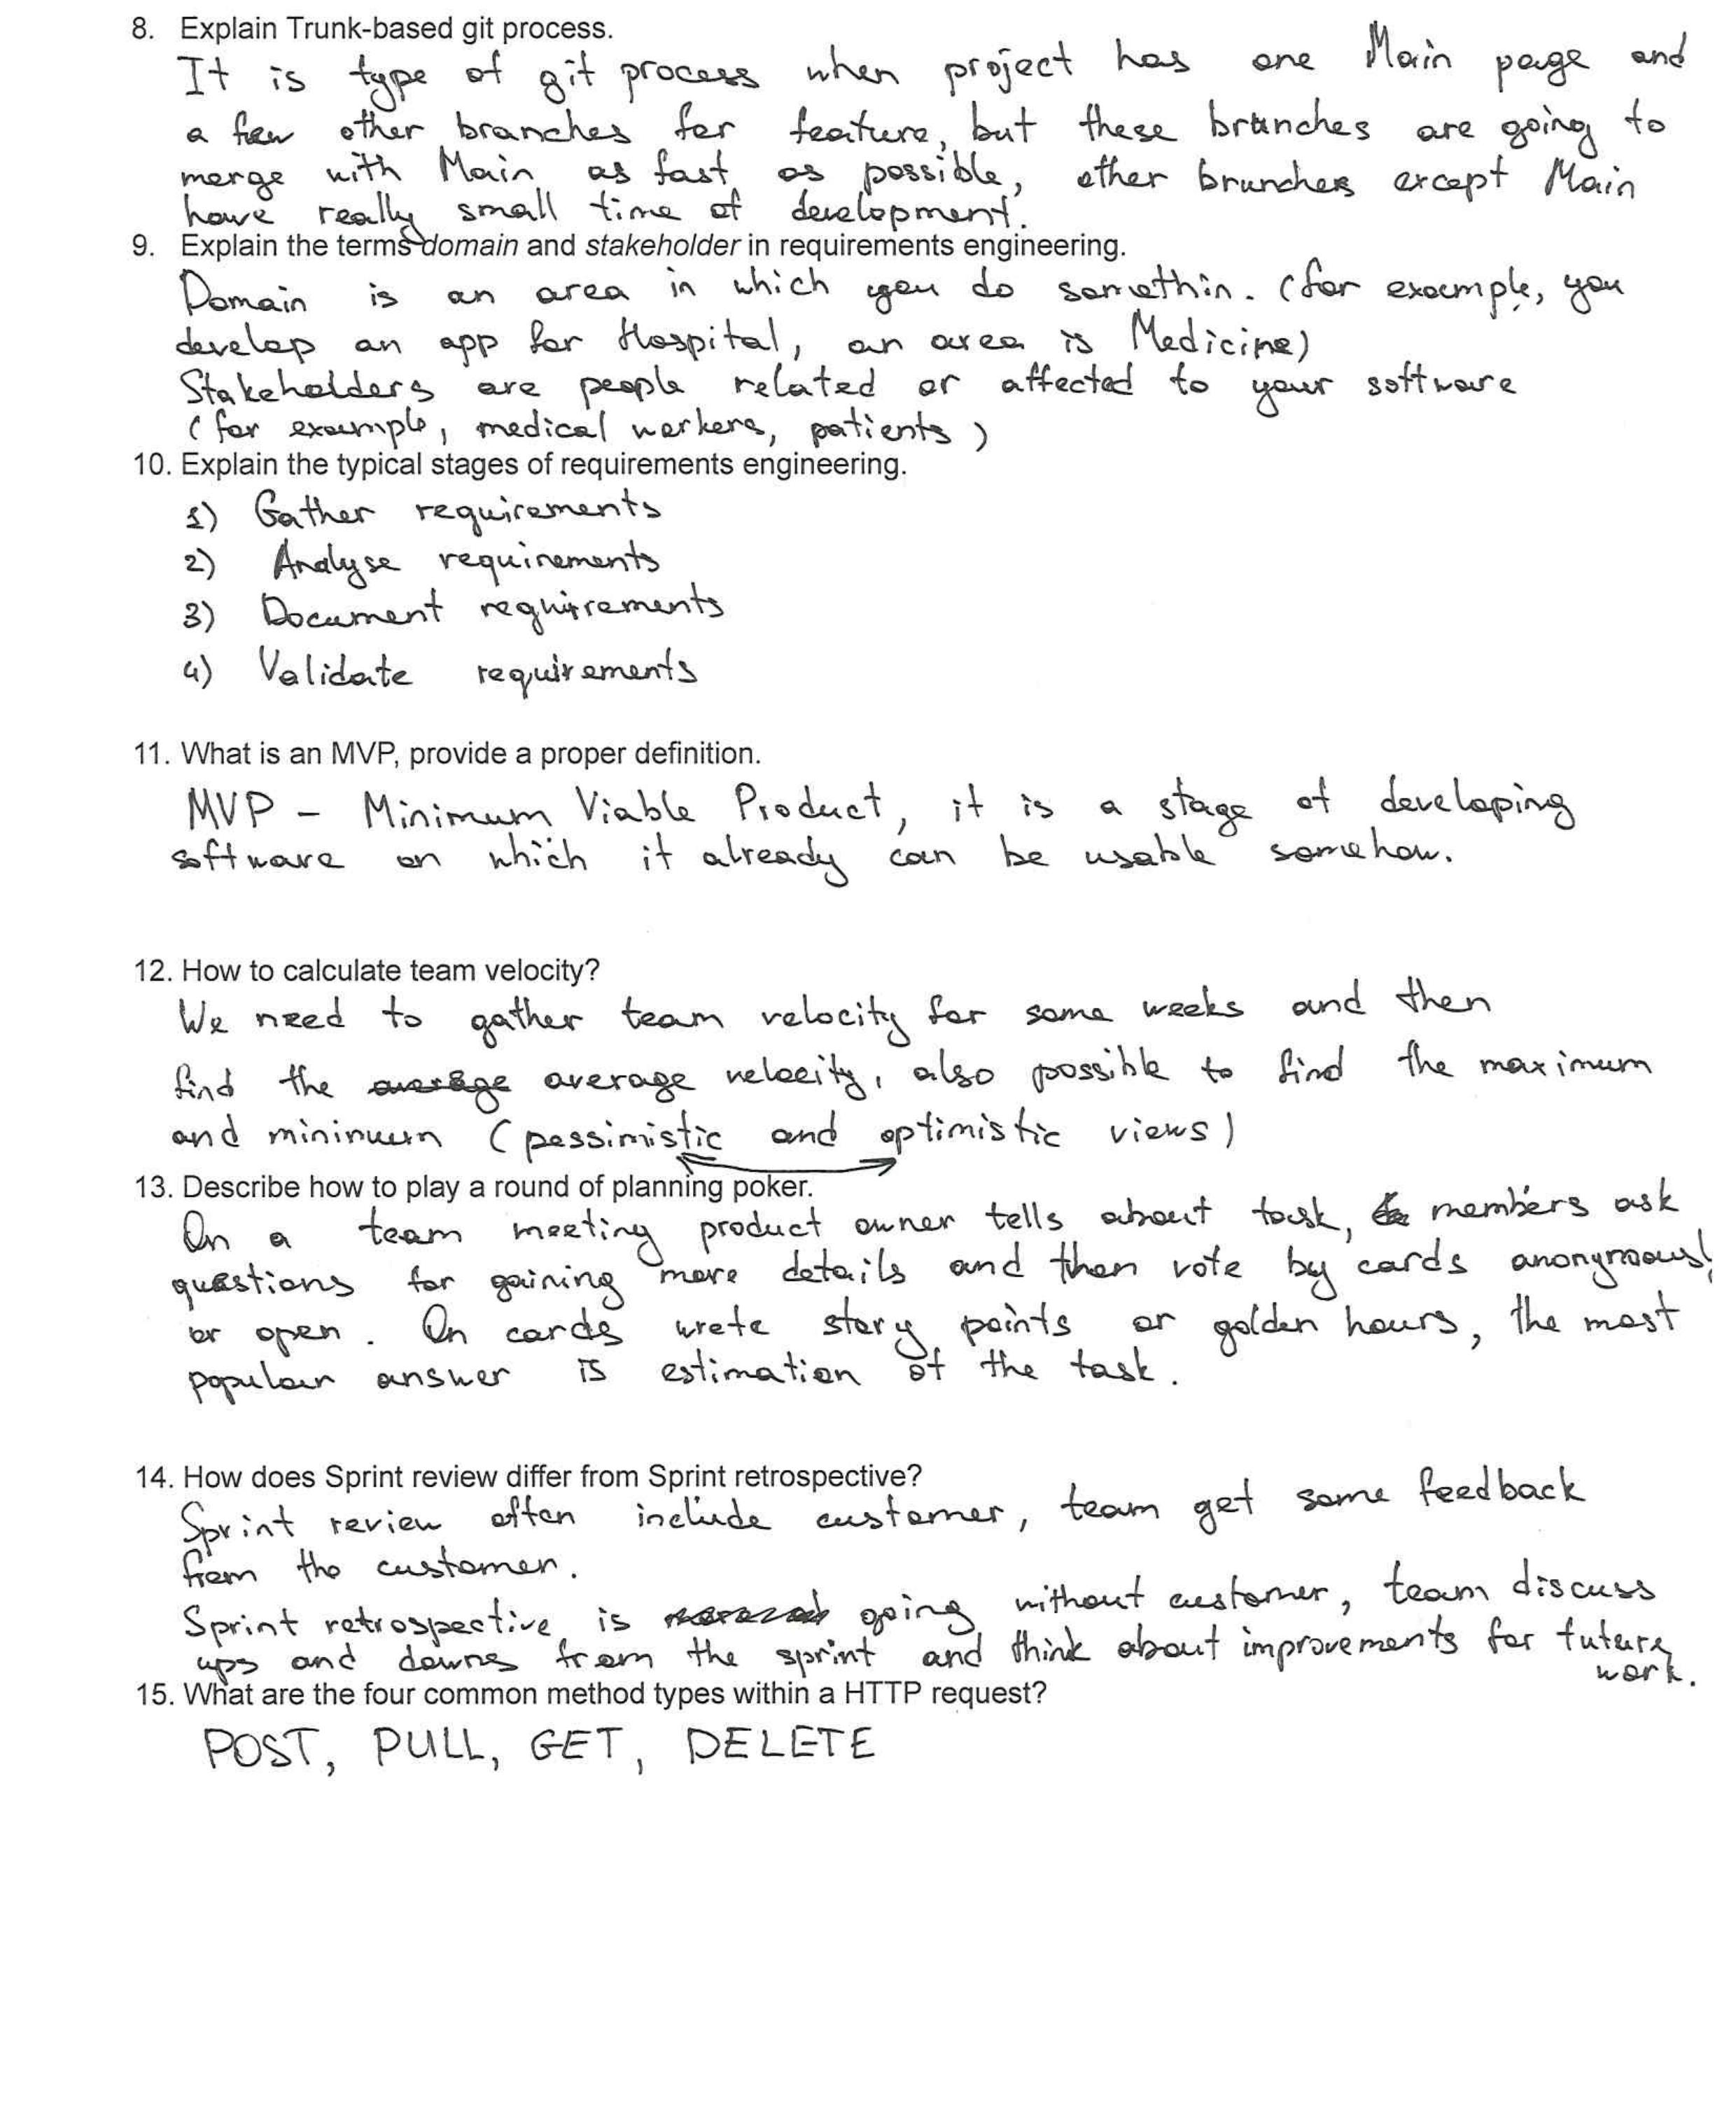 8. Explain Trunk-based git process.
It is type of git process when project has one Main page and
a few other branches for feature, but these branches are going to
merge with Main as fast as possible, other brunches except Main
have really small time of development.
9. Explain the terms domain and stakeholder in requirements engineering.
Domain is an area in which you do somethin. (for example, you
develop an app for Hospital, an area is Medicine)
Stakeholders are people related or affected to your software
(for example, medical workers, patients)
10. Explain the typical stages of requirements engineering.
1) Gather requirements
2) Analyse requirements
3) Document requirements
4) Validate requirements
11. What is an MVP, provide a proper definition.
MVP - Minimum Viable Product, it is a stage of developing
software on which it already can be usable somehow.
12. How to calculate team velocity?
We need to gather team velocity for some weeks and then
find the average average velocity, also possible to find the maximum
and minimum (pessimistic and optimistic views)
13. Describe how to play a round of planning poker.
On a team meeting product owner tells about task, members ask
questions for gaining more details and then vote by cards anonymously
or open. On cards wrote story points or golden hours, the most
popular answer is estimation of the task.
14. How does Sprint review differ from Sprint retrospective?
Sprint review often include customer, team get some feedback
from the customer.
Sprint retrospective is going without customer, team discuss
ups and downs from the sprint and think about improvements for future
work.
15. What are the four common method types within a HTTP request?
POST, PULL, GET, DELETE